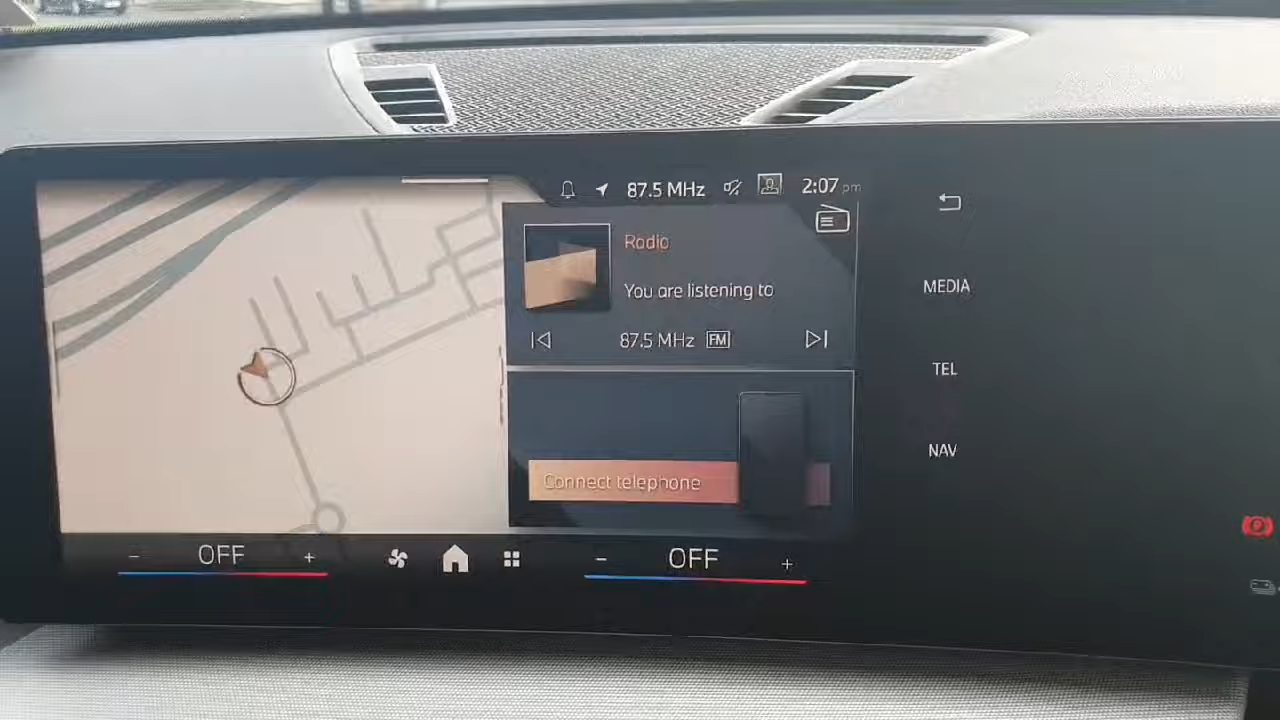 87.5 MHz 2:07 pm
Radio
You are listening to
87.5 MHz FM
Connect telephone
MEDIA
TEL
NAV
- OFF +
- OFF +
P